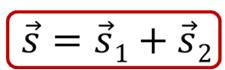 s⃗ = s⃗₁ + s⃗₂